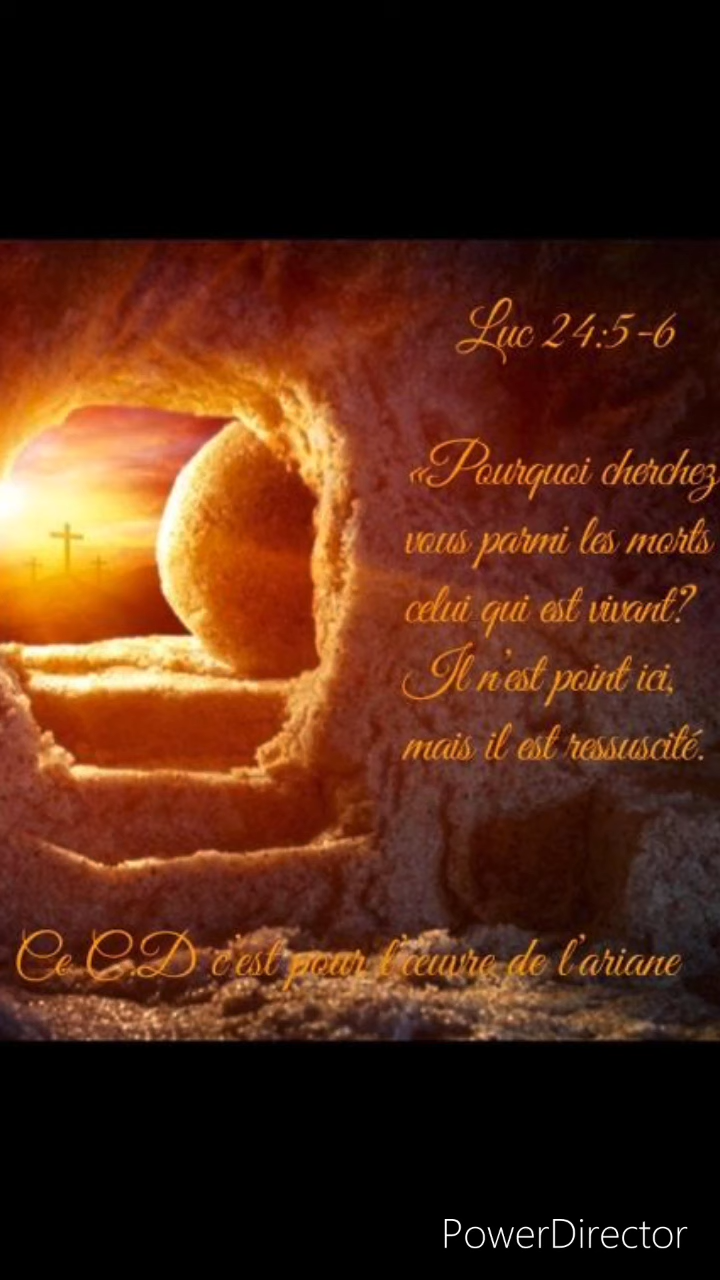 Luc 24:5-6
«Pourquoi cherchez
vous parmi les morts
celui qui est vivant?
Il n'est point ici,
mais il est ressuscité.
Ce C.D c'est pour l'œuvre de l'ariane
PowerDirector